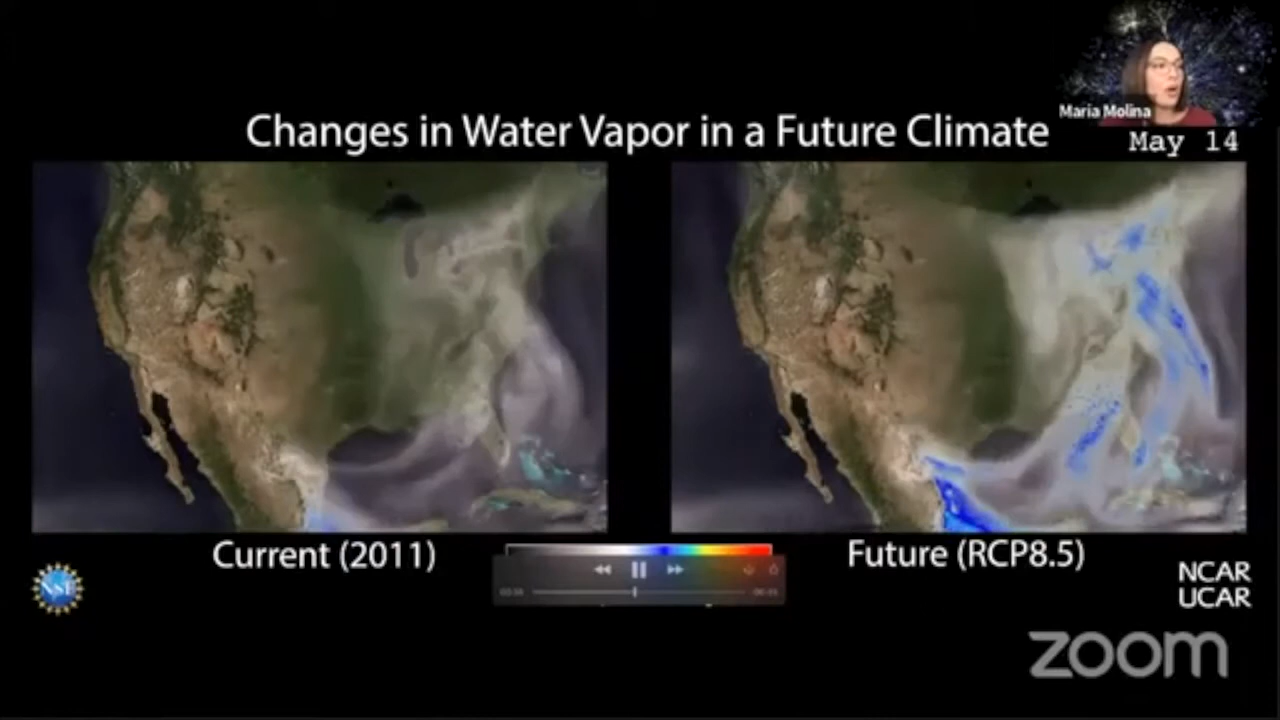 Maria Molina
Changes in Water Vapor in a Future Climate
May 14
Current (2011)
Future (RCP8.5)
NSF
NCAR
UCAR
zoom